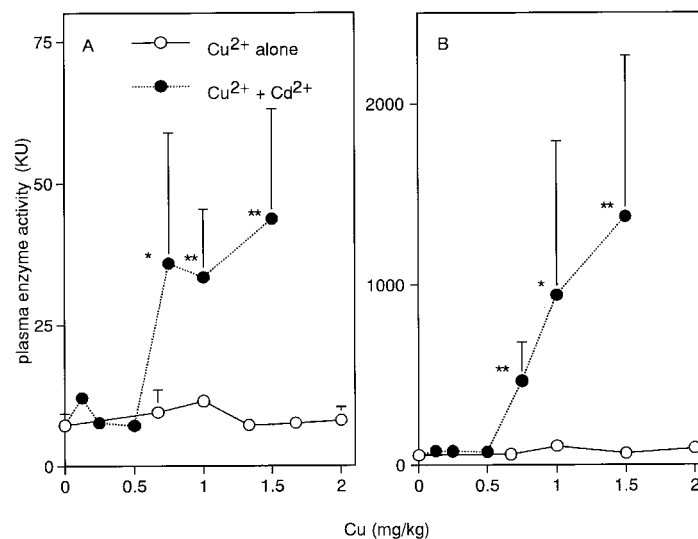 75
50
25
0
plasma enzyme activity (KU)
A
Cu2+ alone
Cu2+ + Cd2+
*
**
**
0 0.5 1 1.5 2
B
2000
1000
0
**
*
**
0 0.5 1 1.5 2
Cu (mg/kg)